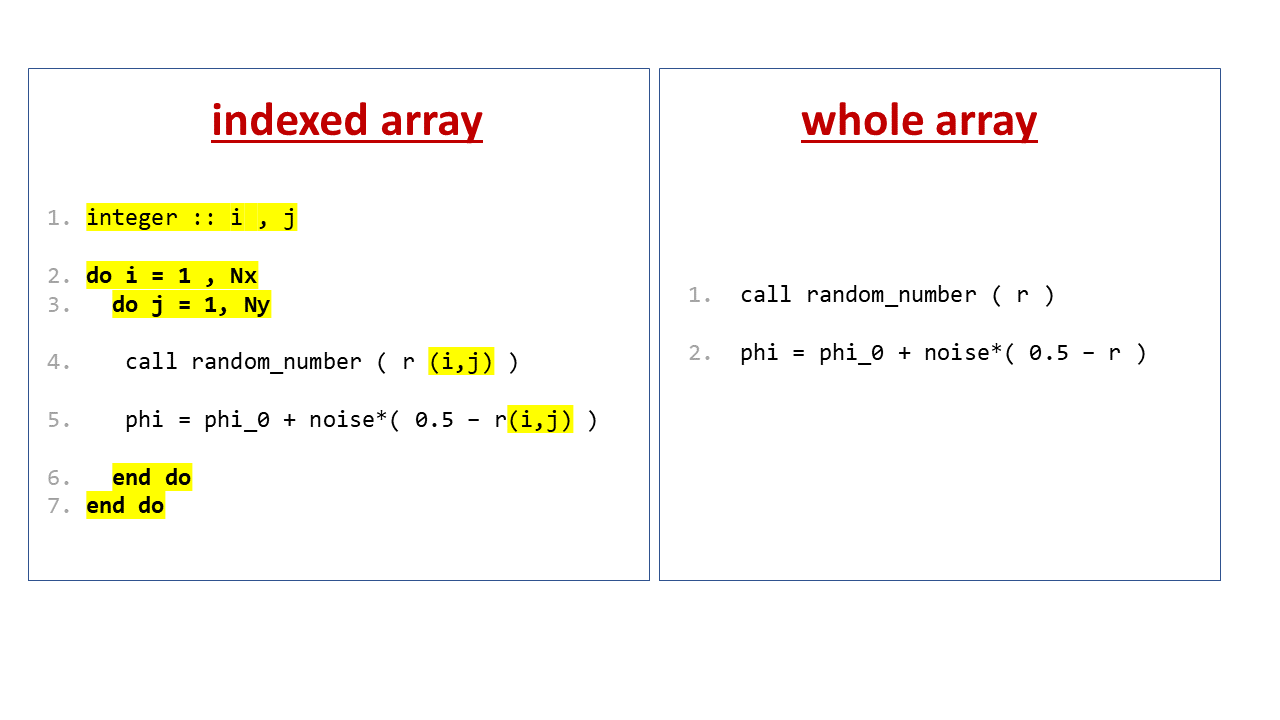 indexed array
1. integer :: i , j
2. do i = 1 , Nx
3. do j = 1, Ny
4. call random_number ( r (i,j) )
5. phi = phi_0 + noise*( 0.5 – r(i,j) )
6. end do
7. end do
whole array
1. call random_number ( r )
2. phi = phi_0 + noise*( 0.5 – r )